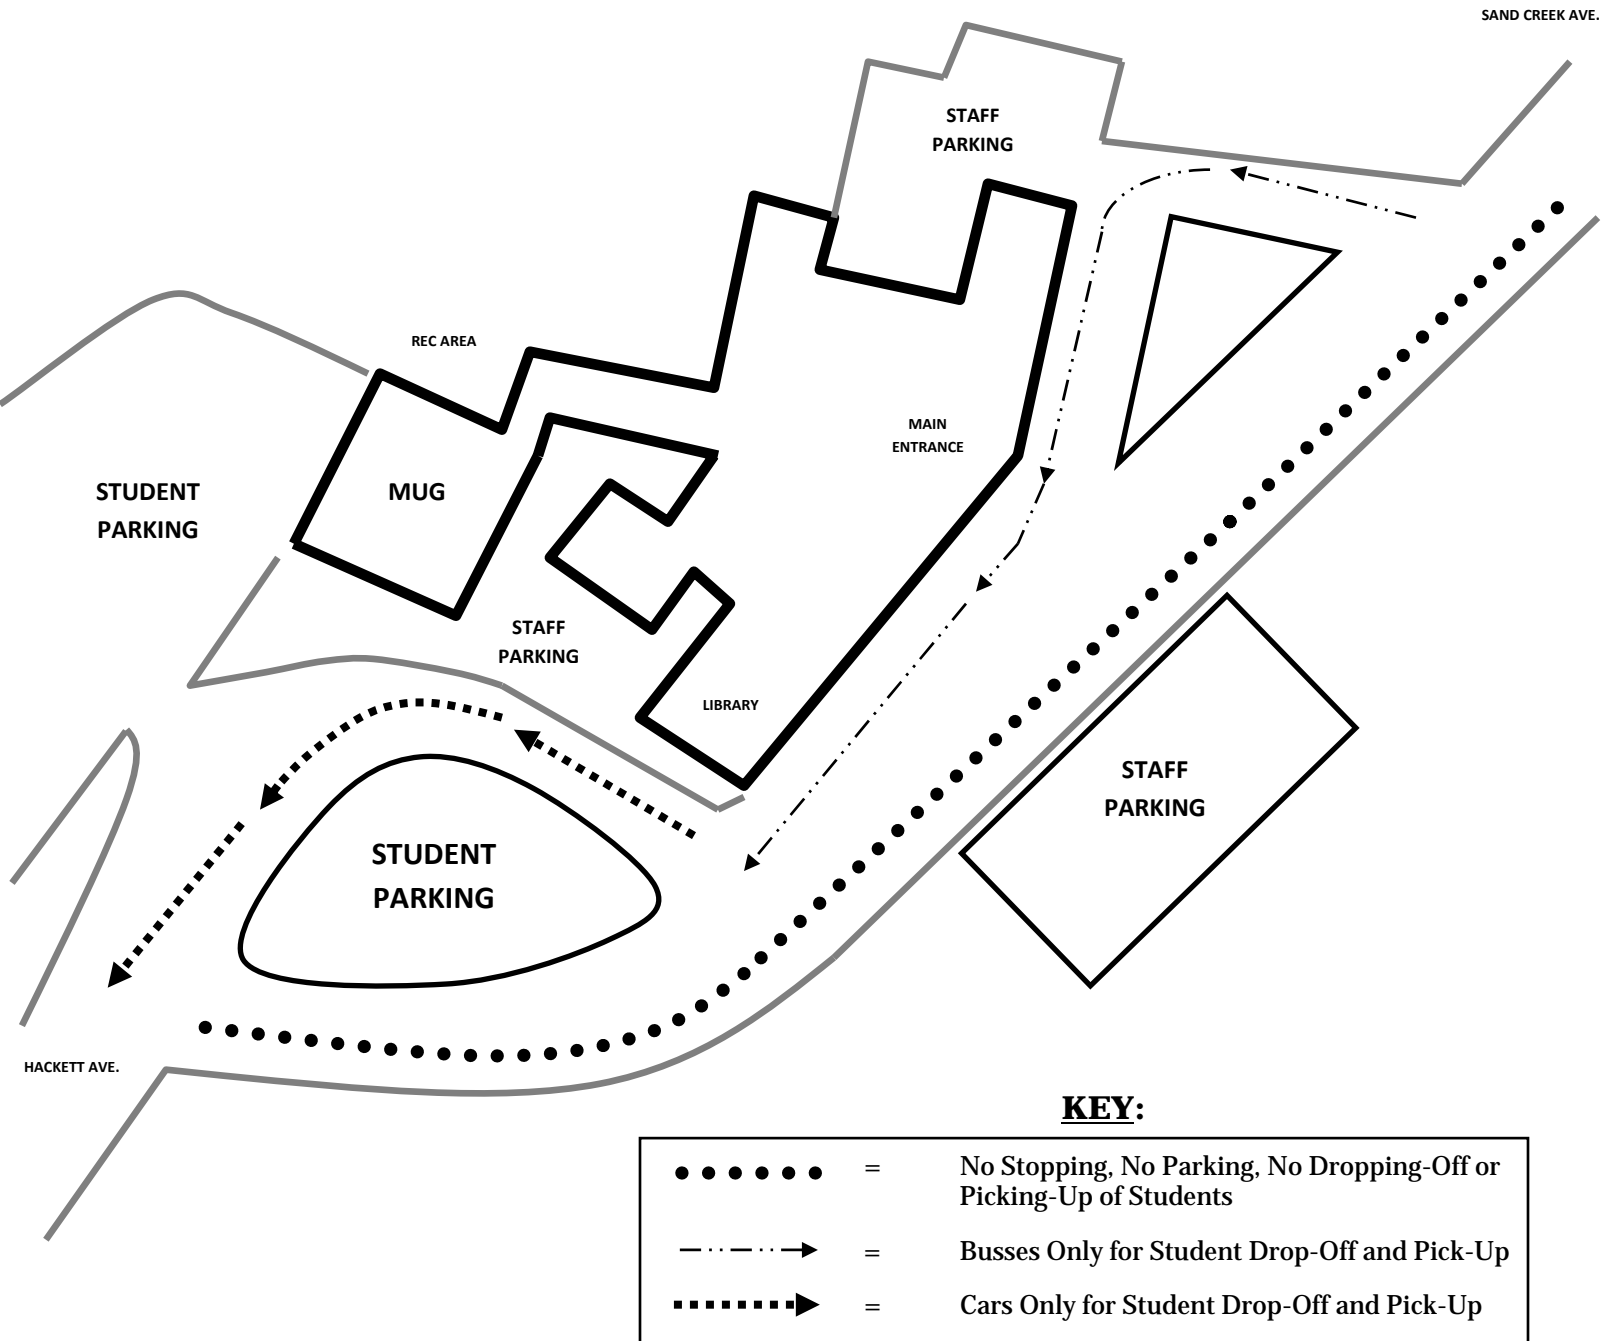 SAND CREEK AVE.
STAFF
PARKING
REC AREA
MAIN
ENTRANCE
STUDENT
PARKING
MUG
STAFF
PARKING
LIBRARY
STAFF
PARKING
STUDENT
PARKING
HACKETT AVE.
KEY:
= No Stopping, No Parking, No Dropping-Off or
Picking-Up of Students
= Busses Only for Student Drop-Off and Pick-Up
= Cars Only for Student Drop-Off and Pick-Up